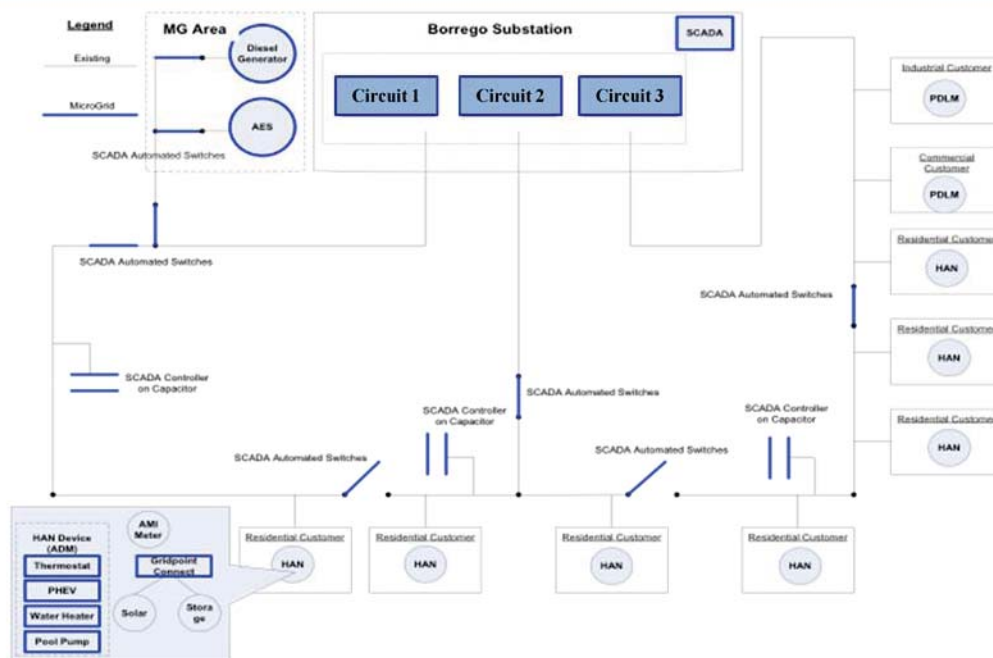 Legend
Existing
MicroGrid
MG Area
Diesel
Generator
AES
SCADA Automated Switches
SCADA Automated Switches
Borrego Substation
SCADA
Circuit 1
Circuit 2
Circuit 3
Industrial Customer
PDLM
Commercial
Customer
PDLM
Residential Customer
HAN
SCADA Automated Switches
Residential Customer
HAN
Residential Customer
HAN
SCADA Controller
on Capacitor
SCADA Automated Switches
SCADA Controller
on Capacitor
SCADA Controller
on Capacitor
SCADA Automated Switches
SCADA Automated Switches
HAN Device
(ADM)
Thermostat
PHEV
Water Heater
Pool Pump
AMI
Meter
Gridpoint
Connect
Solar
Stora
ge
Residential Customer
HAN
Residential Customer
HAN
Residential Customer
HAN
Residential Customer
HAN